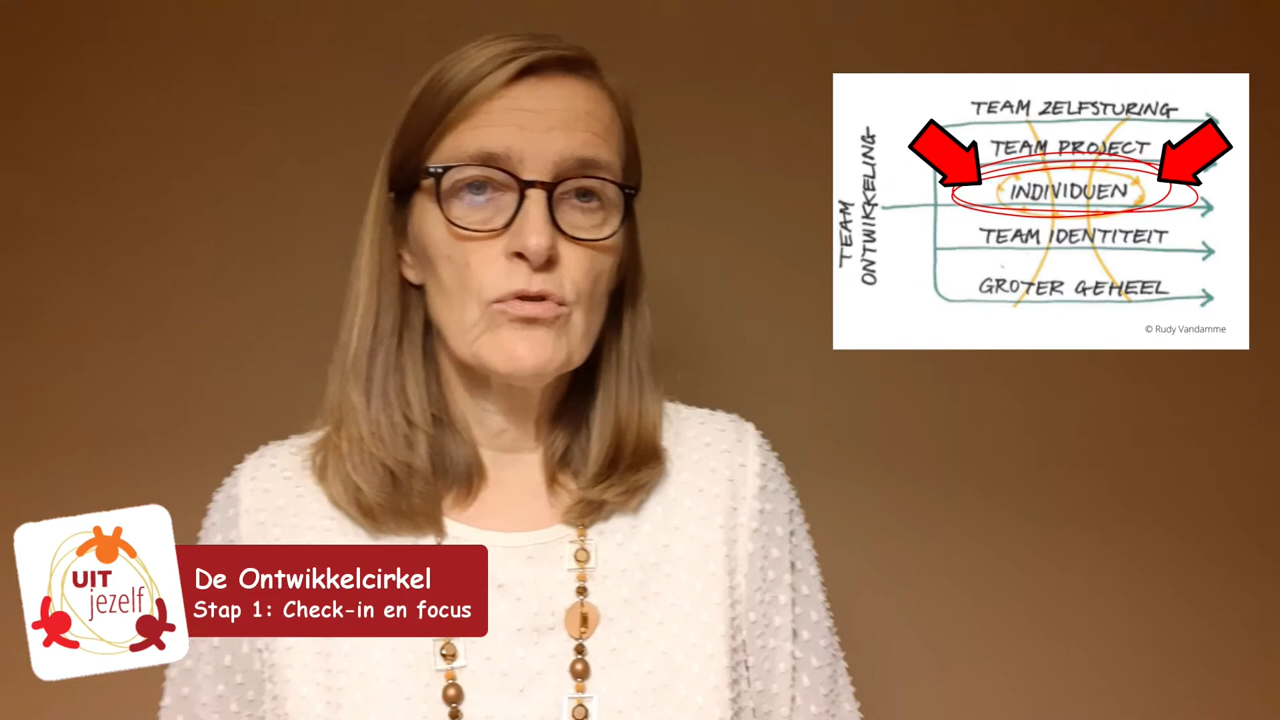 TEAM ZELFSTURING
TEAM PROJECT
INDIVIDUEN
TEAM IDENTITEIT
GROTER GEHEEL
TEAM
ONTWIKKELING
© Rudy Vandamme
UIT
jezelf
De Ontwikkelcirkel
Stap 1: Check-in en focus